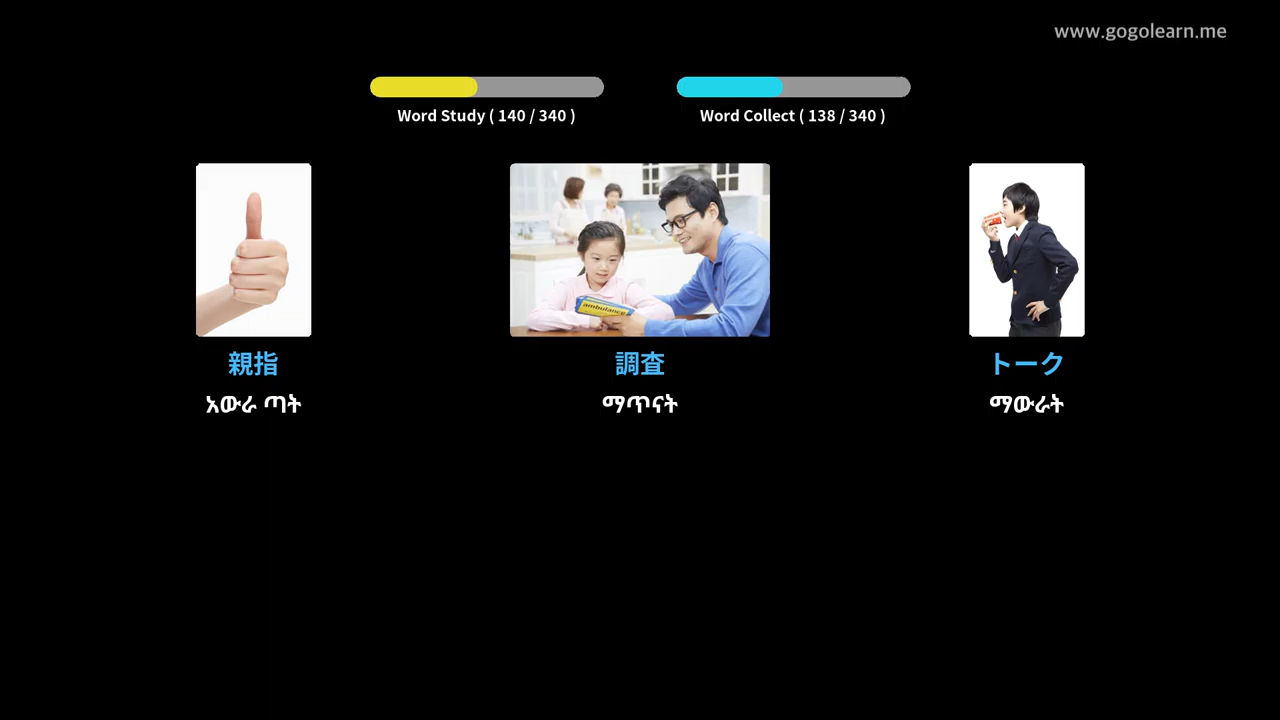 www.gogolearn.me
Word Study ( 140 / 340 )
Word Collect ( 138 / 340 )
ambulance
親指
調査
トーク
አውራ ጣት
ማጥናት
ማውራት